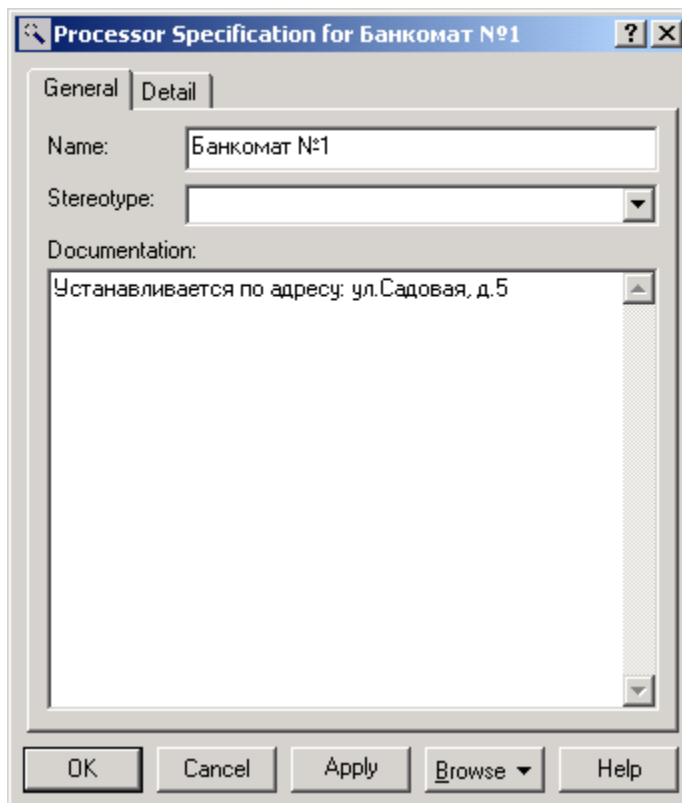 Processor Specification for Банкомат №1
General Detail
Name: Банкомат №1
Stereotype:
Documentation:
Устанавливается по адресу: ул.Садовая, д.5
OK Cancel Apply Browse Help